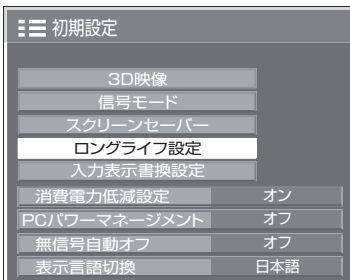 初期設定
3D映像
信号モード
スクリーンセーバー
ロングライフ設定
入力表示書換設定
消費電力低減設定 オン
PCパワーマネージメント オフ
無信号自動オフ オフ
表示言語切換 日本語